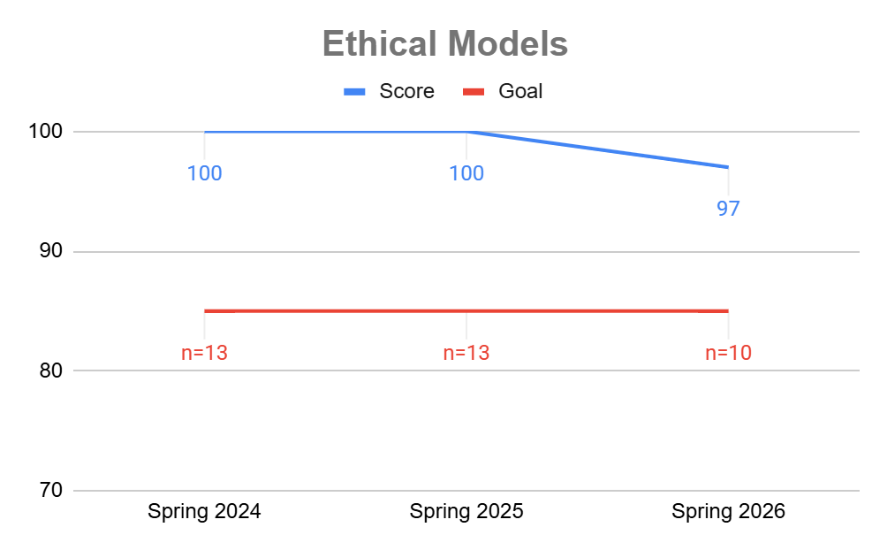 Ethical Models
Score Goal
100
100 100
97
90
n=13 n=13 n=10
80
70
Spring 2024 Spring 2025 Spring 2026